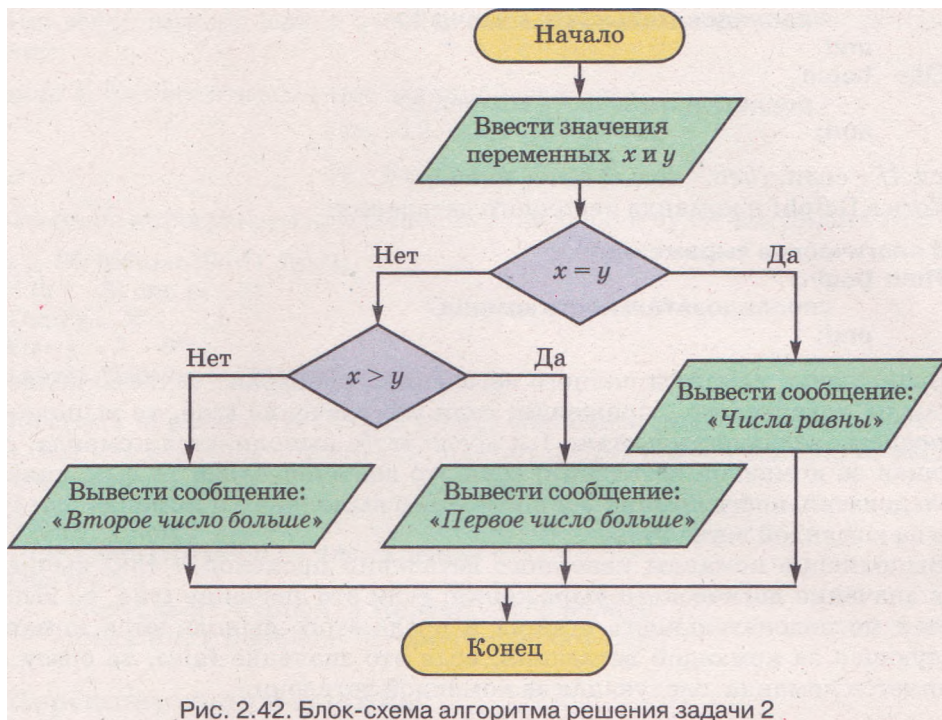 Начало
Ввести значения
переменных x и y
Нет
x = y
Да
Нет
x > y
Да
Вывести сообщение:
«Числа равны»
Вывести сообщение:
«Второе число больше»
Вывести сообщение:
«Первое число больше»
Конец
Рис. 2.42. Блок-схема алгоритма решения задачи 2